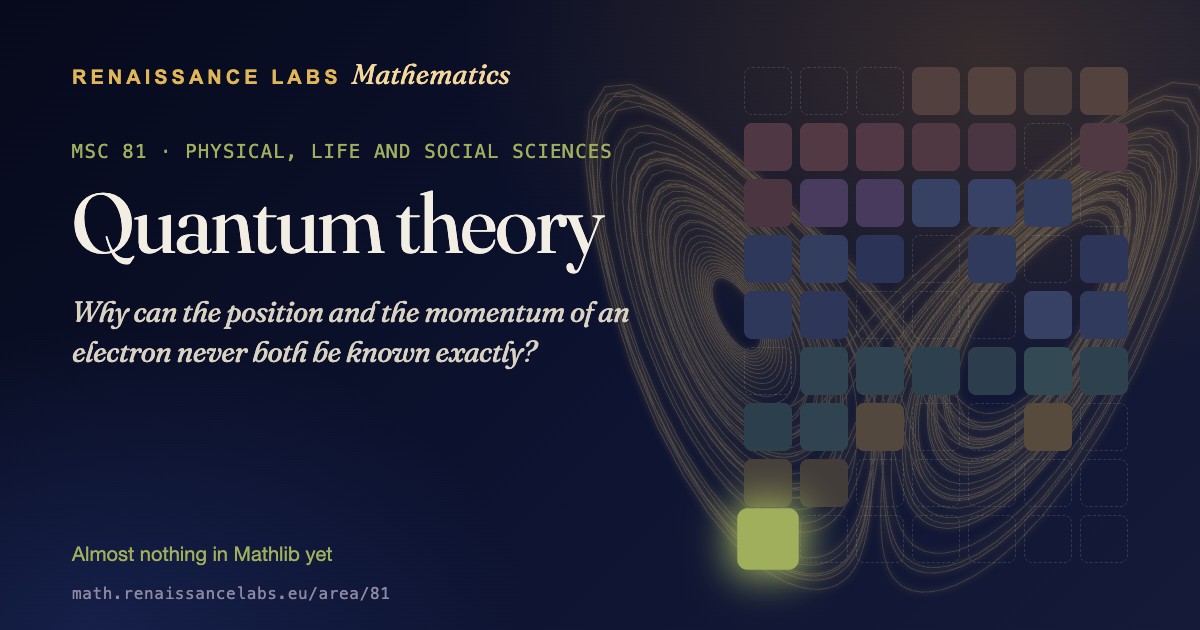 RENAISSANCE LABS Mathematics
MSC 81 · PHYSICAL, LIFE AND SOCIAL SCIENCES
Quantum theory
Why can the position and the momentum of an
electron never both be known exactly?
Almost nothing in Mathlib yet
math.renaissancelabs.eu/area/81